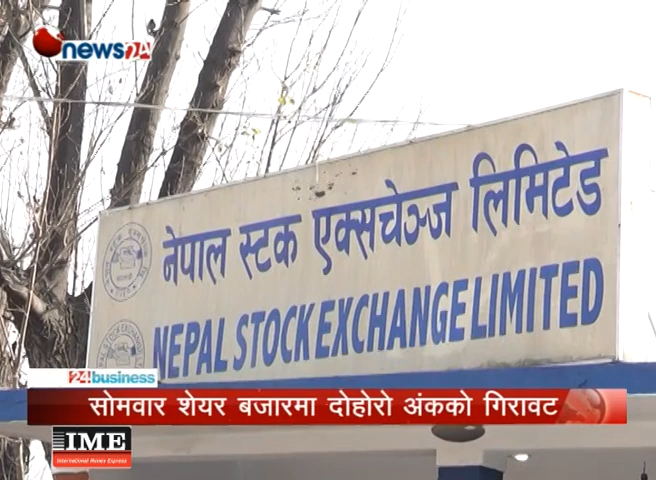 news24
नेपाल स्टक एक्सचेञ्ज लिमिटेड
NEPAL STOCK EXCHANGE LIMITED
24business
सोमवार शेयर बजारमा दोहोरो अंकको गिरावट
IME
International Money Express